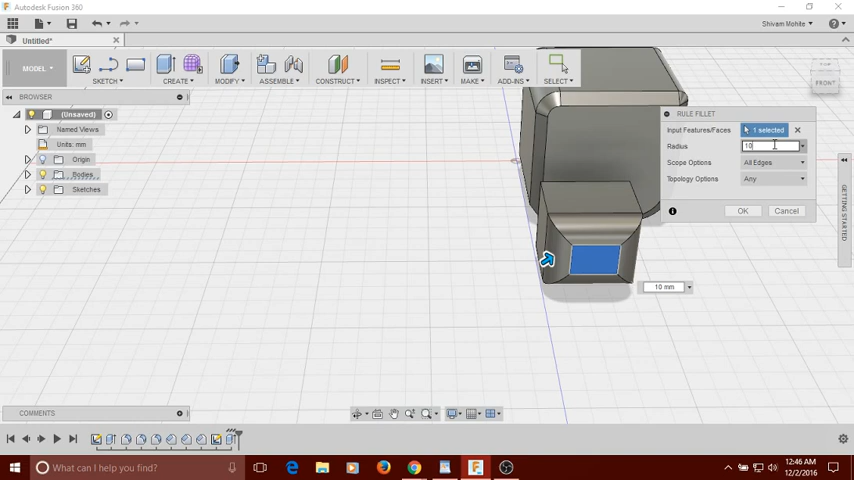 Autodesk Fusion 360
Shivam Mohite
Untitled*
MODEL
SKETCH
CREATE
MODIFY
ASSEMBLE
CONSTRUCT
INSPECT
INSERT
MAKE
ADD-INS
SELECT
FRONT
BROWSER
(Unsaved)
Named Views
Units: mm
Origin
Bodies
Sketches
RULE FILLET
Input Features/Faces 1 selected
Radius 10
Scope Options All Edges
Topology Options Any
OK Cancel
GETTING STARTED
10 mm
COMMENTS
What can I help you find?
12:46 AM
12/2/2016